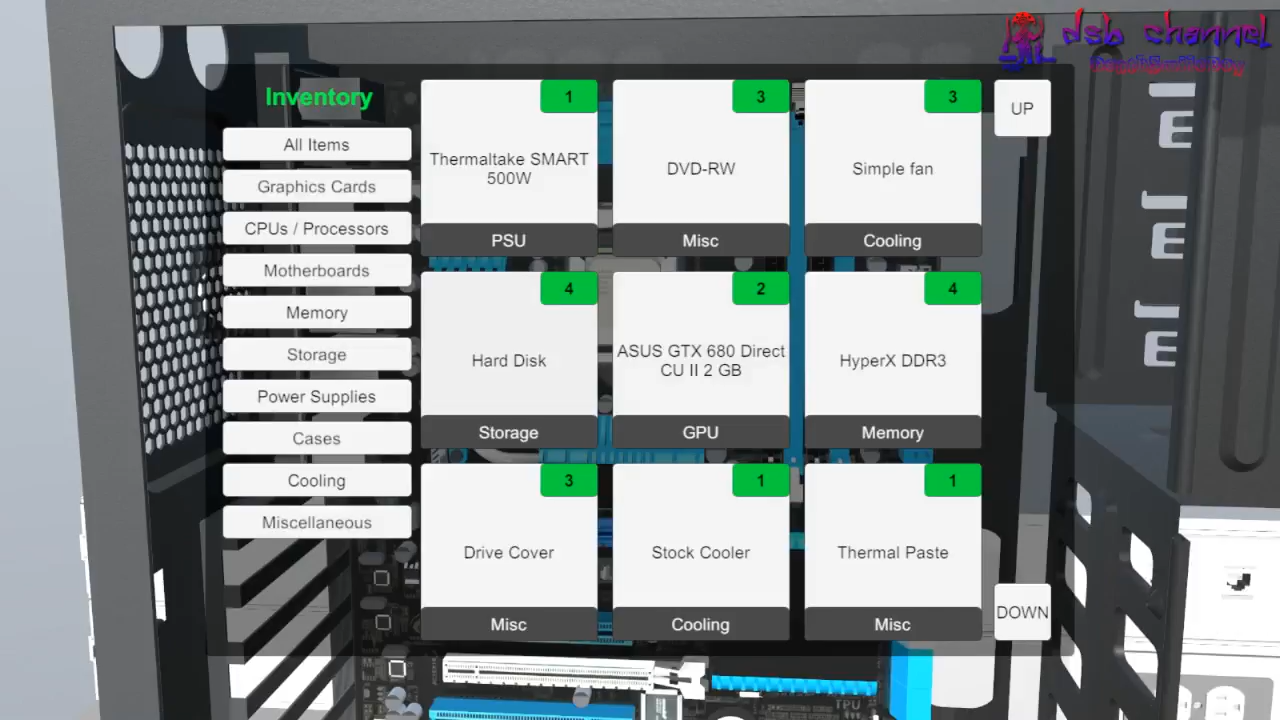 dsb channel
Inventory
All Items
Graphics Cards
CPUs / Processors
Motherboards
Memory
Storage
Power Supplies
Cases
Cooling
Miscellaneous
1
Thermaltake SMART
500W
PSU
3
DVD-RW
Misc
3
Simple fan
Cooling
UP
4
Hard Disk
Storage
2
ASUS GTX 680 Direct
CU II 2 GB
GPU
4
HyperX DDR3
Memory
3
Drive Cover
Misc
1
Stock Cooler
Cooling
1
Thermal Paste
Misc
DOWN
TPU